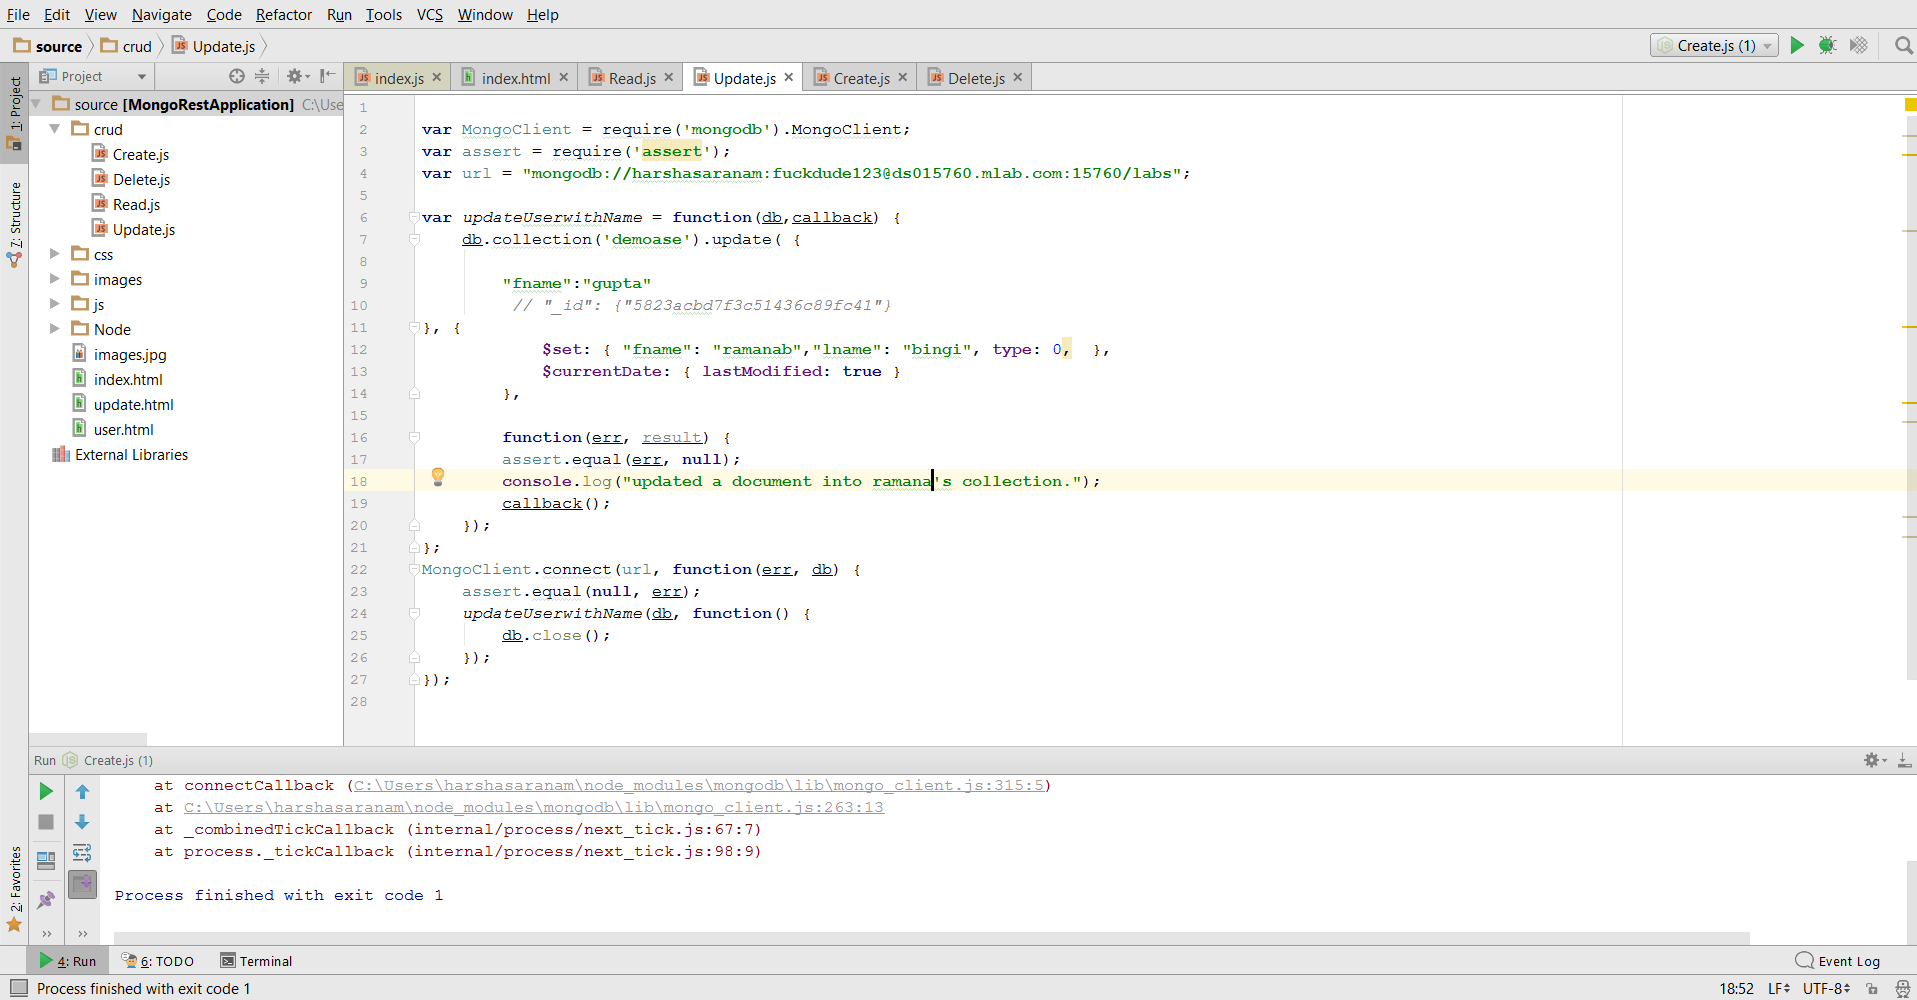 File Edit View Navigate Code Refactor Run Tools VCS Window Help
source crud Update.js Create.js (1)
1: Project
7: Structure
2: Favorites
Project
source [MongoRestApplication] C:\Use
crud
Create.js
Delete.js
Read.js
Update.js
css
images
js
Node
images.jpg
index.html
update.html
user.html
External Libraries
index.js index.html Read.js Update.js Create.js Delete.js
1
2 var MongoClient = require('mongodb').MongoClient;
3 var assert = require('assert');
4 var url = "mongodb://harshasaranam:fuckdude123@ds015760.mlab.com:15760/labs";
5
6 var updateUserwithName = function(db,callback) {
7 db.collection('demoase').update( {
8
9 "fname":"gupta"
10 // "_id": {"5823acbd7f3c51436c89fc41"}
11 }, {
12 $set: { "fname": "ramanab","lname": "bingi", type: 0, },
13 $currentDate: { lastModified: true }
14 },
15
16 function(err, result) {
17 assert.equal(err, null);
18 console.log("updated a document into ramana's collection.");
19 callback();
20 });
21 };
22 MongoClient.connect(url, function(err, db) {
23 assert.equal(null, err);
24 updateUserwithName(db, function() {
25 db.close();
26 });
27 });
28
Run Create.js (1)
at connectCallback (C:\Users\harshasaranam\node_modules\mongodb\lib\mongo_client.js:315:5)
at C:\Users\harshasaranam\node_modules\mongodb\lib\mongo_client.js:263:13
at _combinedTickCallback (internal/process/next_tick.js:67:7)
at process._tickCallback (internal/process/next_tick.js:98:9)
Process finished with exit code 1
4: Run 6: TODO Terminal Event Log
Process finished with exit code 1 18:52 LF UTF-8